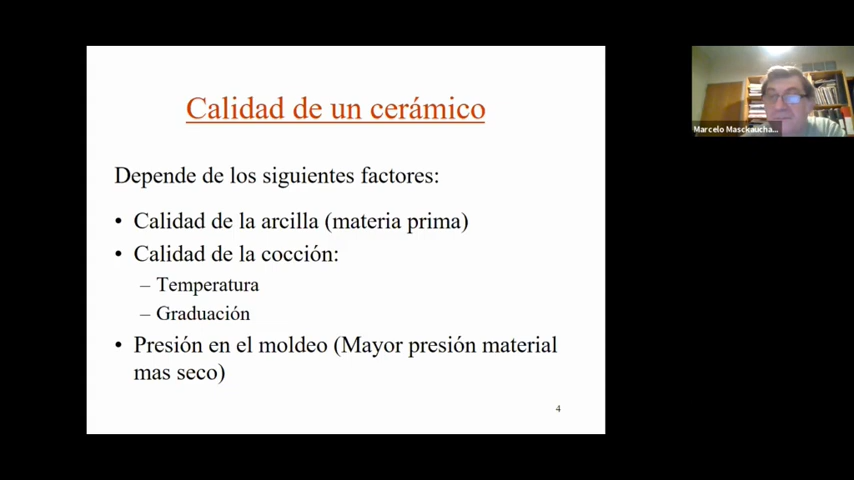 Calidad de un cerámico
Depende de los siguientes factores:
• Calidad de la arcilla (materia prima)
• Calidad de la cocción:
– Temperatura
– Graduación
• Presión en el moldeo (Mayor presión material
mas seco)
4
Marcelo Masckaucha...